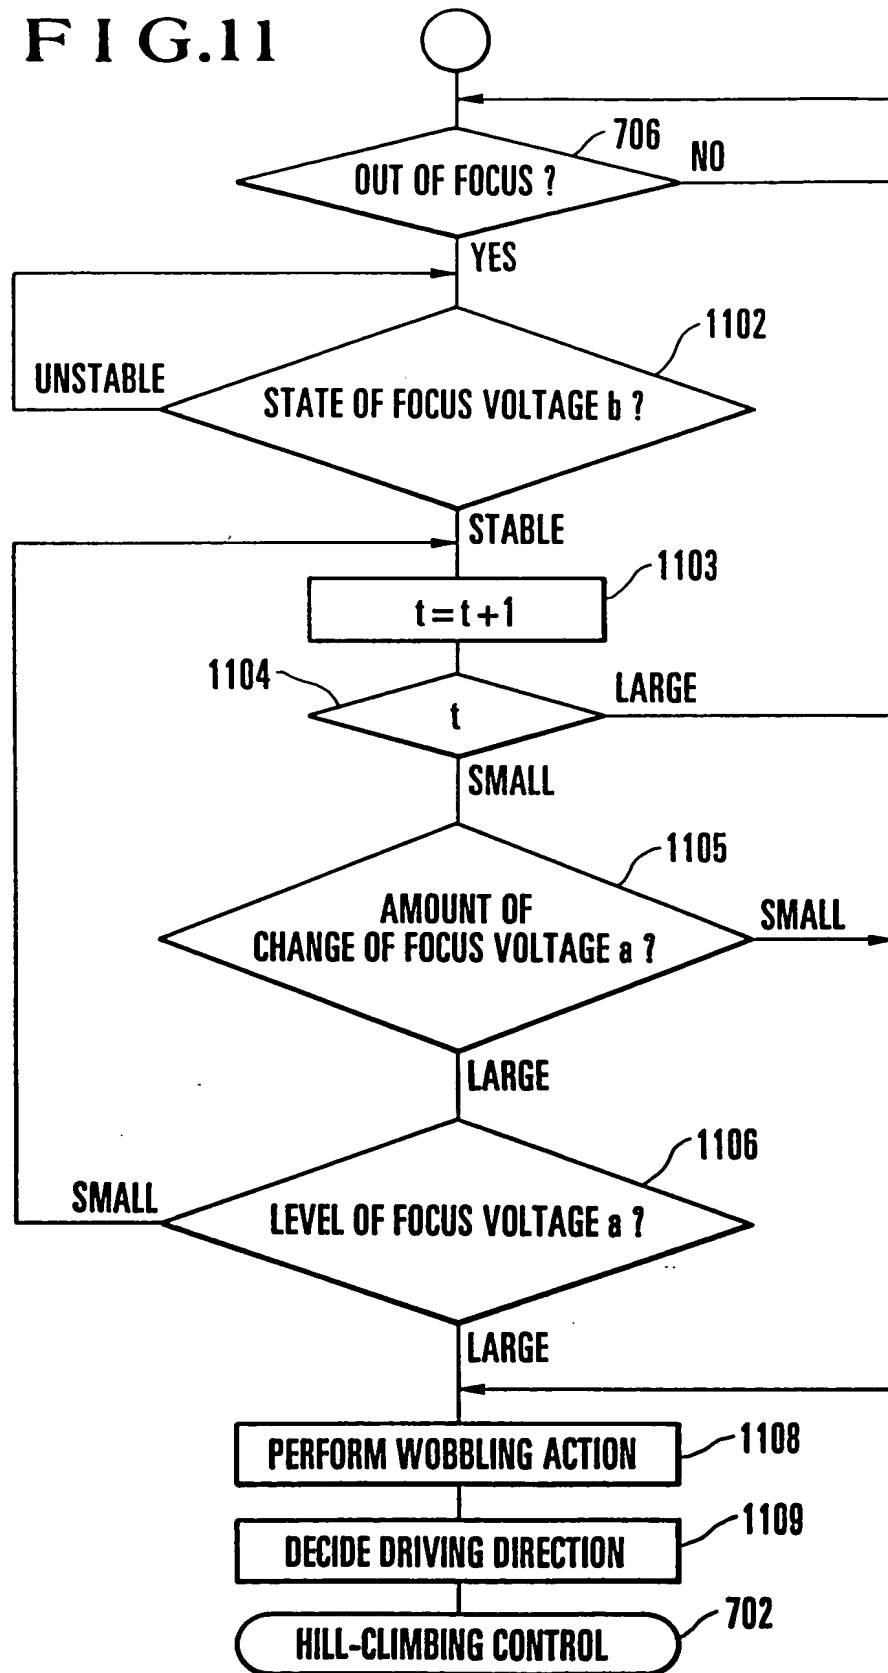 FIG.11
706
OUT OF FOCUS ?
NO
YES
1102
UNSTABLE
STATE OF FOCUS VOLTAGE b ?
STABLE
1103
t=t+1
1104
LARGE
t
SMALL
1105
AMOUNT OF
CHANGE OF FOCUS VOLTAGE a ?
SMALL
LARGE
1106
SMALL
LEVEL OF FOCUS VOLTAGE a ?
LARGE
1108
PERFORM WOBBLING ACTION
1109
DECIDE DRIVING DIRECTION
702
HILL-CLIMBING CONTROL